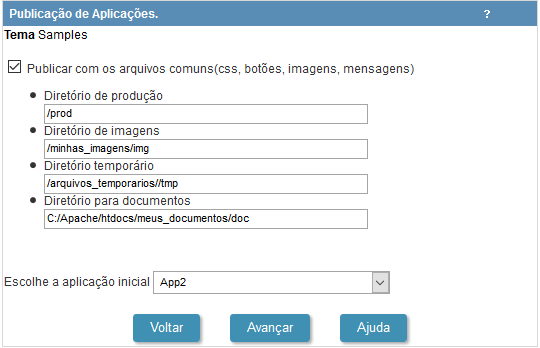 Publicação de Aplicações. ?
Tema Samples
Publicar com os arquivos comuns(css, botões, imagens, mensagens)
Diretório de produção
/prod
Diretório de imagens
/minhas_imagens/img
Diretório temporário
/arquivos_temporarios//tmp
Diretório para documentos
C:/Apache/htdocs/meus_documentos/doc
Escolhe a aplicação inicial App2
Voltar Avançar Ajuda